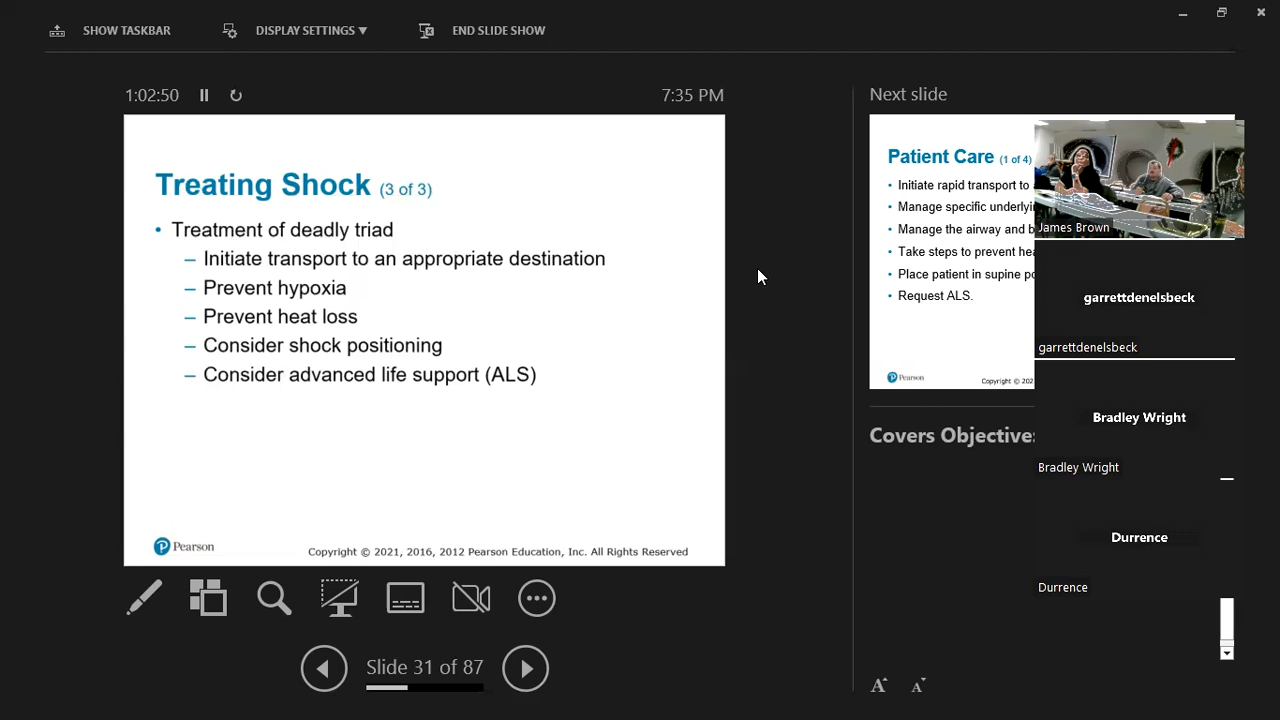 SHOW TASKBAR
DISPLAY SETTINGS
END SLIDE SHOW
1:02:50
7:35 PM
Treating Shock (3 of 3)
• Treatment of deadly triad
– Initiate transport to an appropriate destination
– Prevent hypoxia
– Prevent heat loss
– Consider shock positioning
– Consider advanced life support (ALS)
Pearson
Copyright © 2021, 2016, 2012 Pearson Education, Inc. All Rights Reserved
Slide 31 of 87
Next slide
Patient Care (1 of 4)
• Initiate rapid transport to
• Manage specific
• Manage the airway and
• Take steps to prevent
• Place patient in supine
• Request ALS.
Pearson
Copyright ©
Covers
James Brown
garrettdenelsbeck
garrettdenelsbeck
Bradley Wright
Bradley Wright
Durrence
Durrence
A A